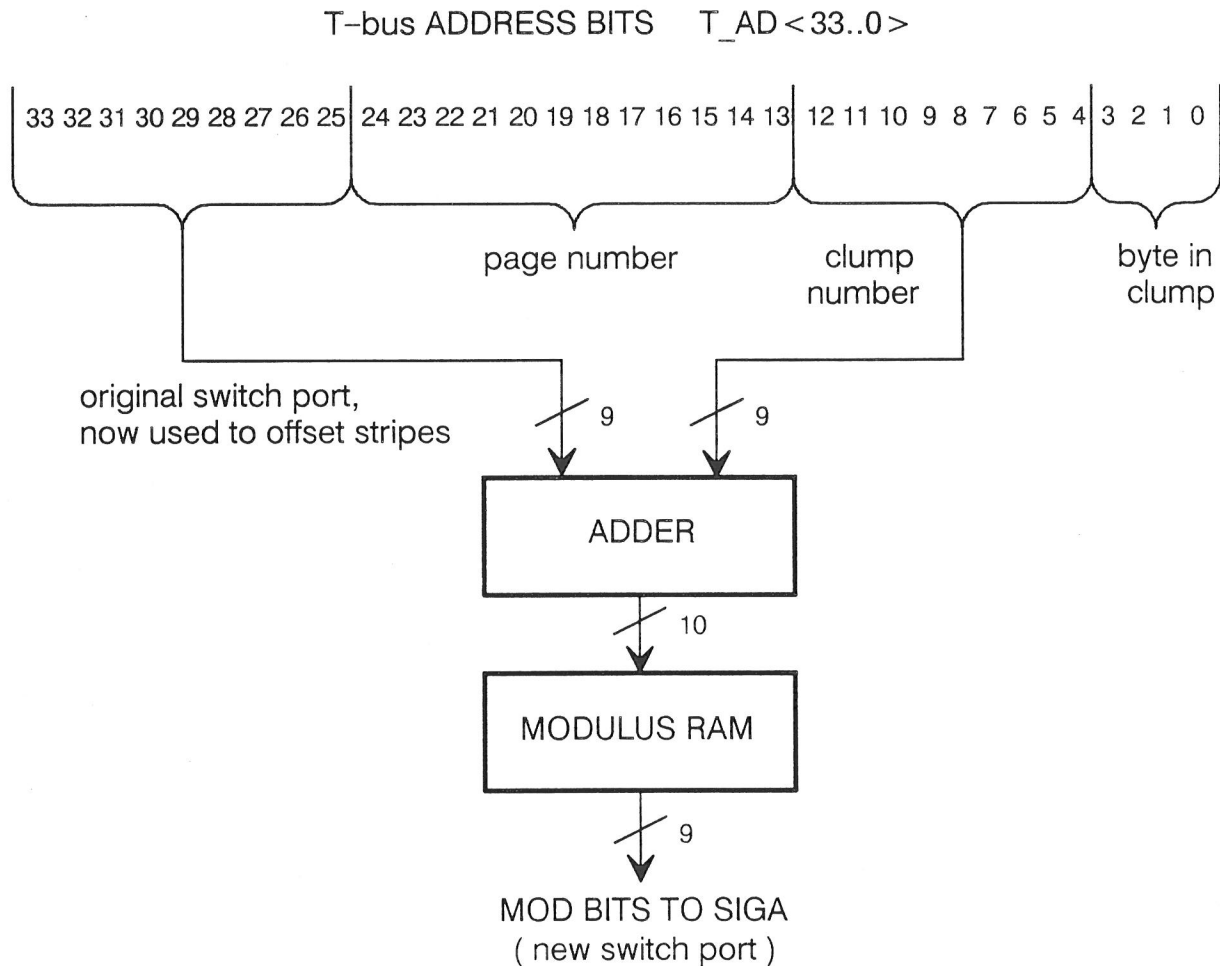 T-bus ADDRESS BITS T_AD<33..0>
33 32 31 30 29 28 27 26 25 24 23 22 21 20 19 18 17 16 15 14 13 12 11 10 9 8 7 6 5 4 3 2 1 0
page number
clump
number
byte in
clump
original switch port,
now used to offset stripes
9
9
ADDER
10
MODULUS RAM
9
MOD BITS TO SIGA
( new switch port )